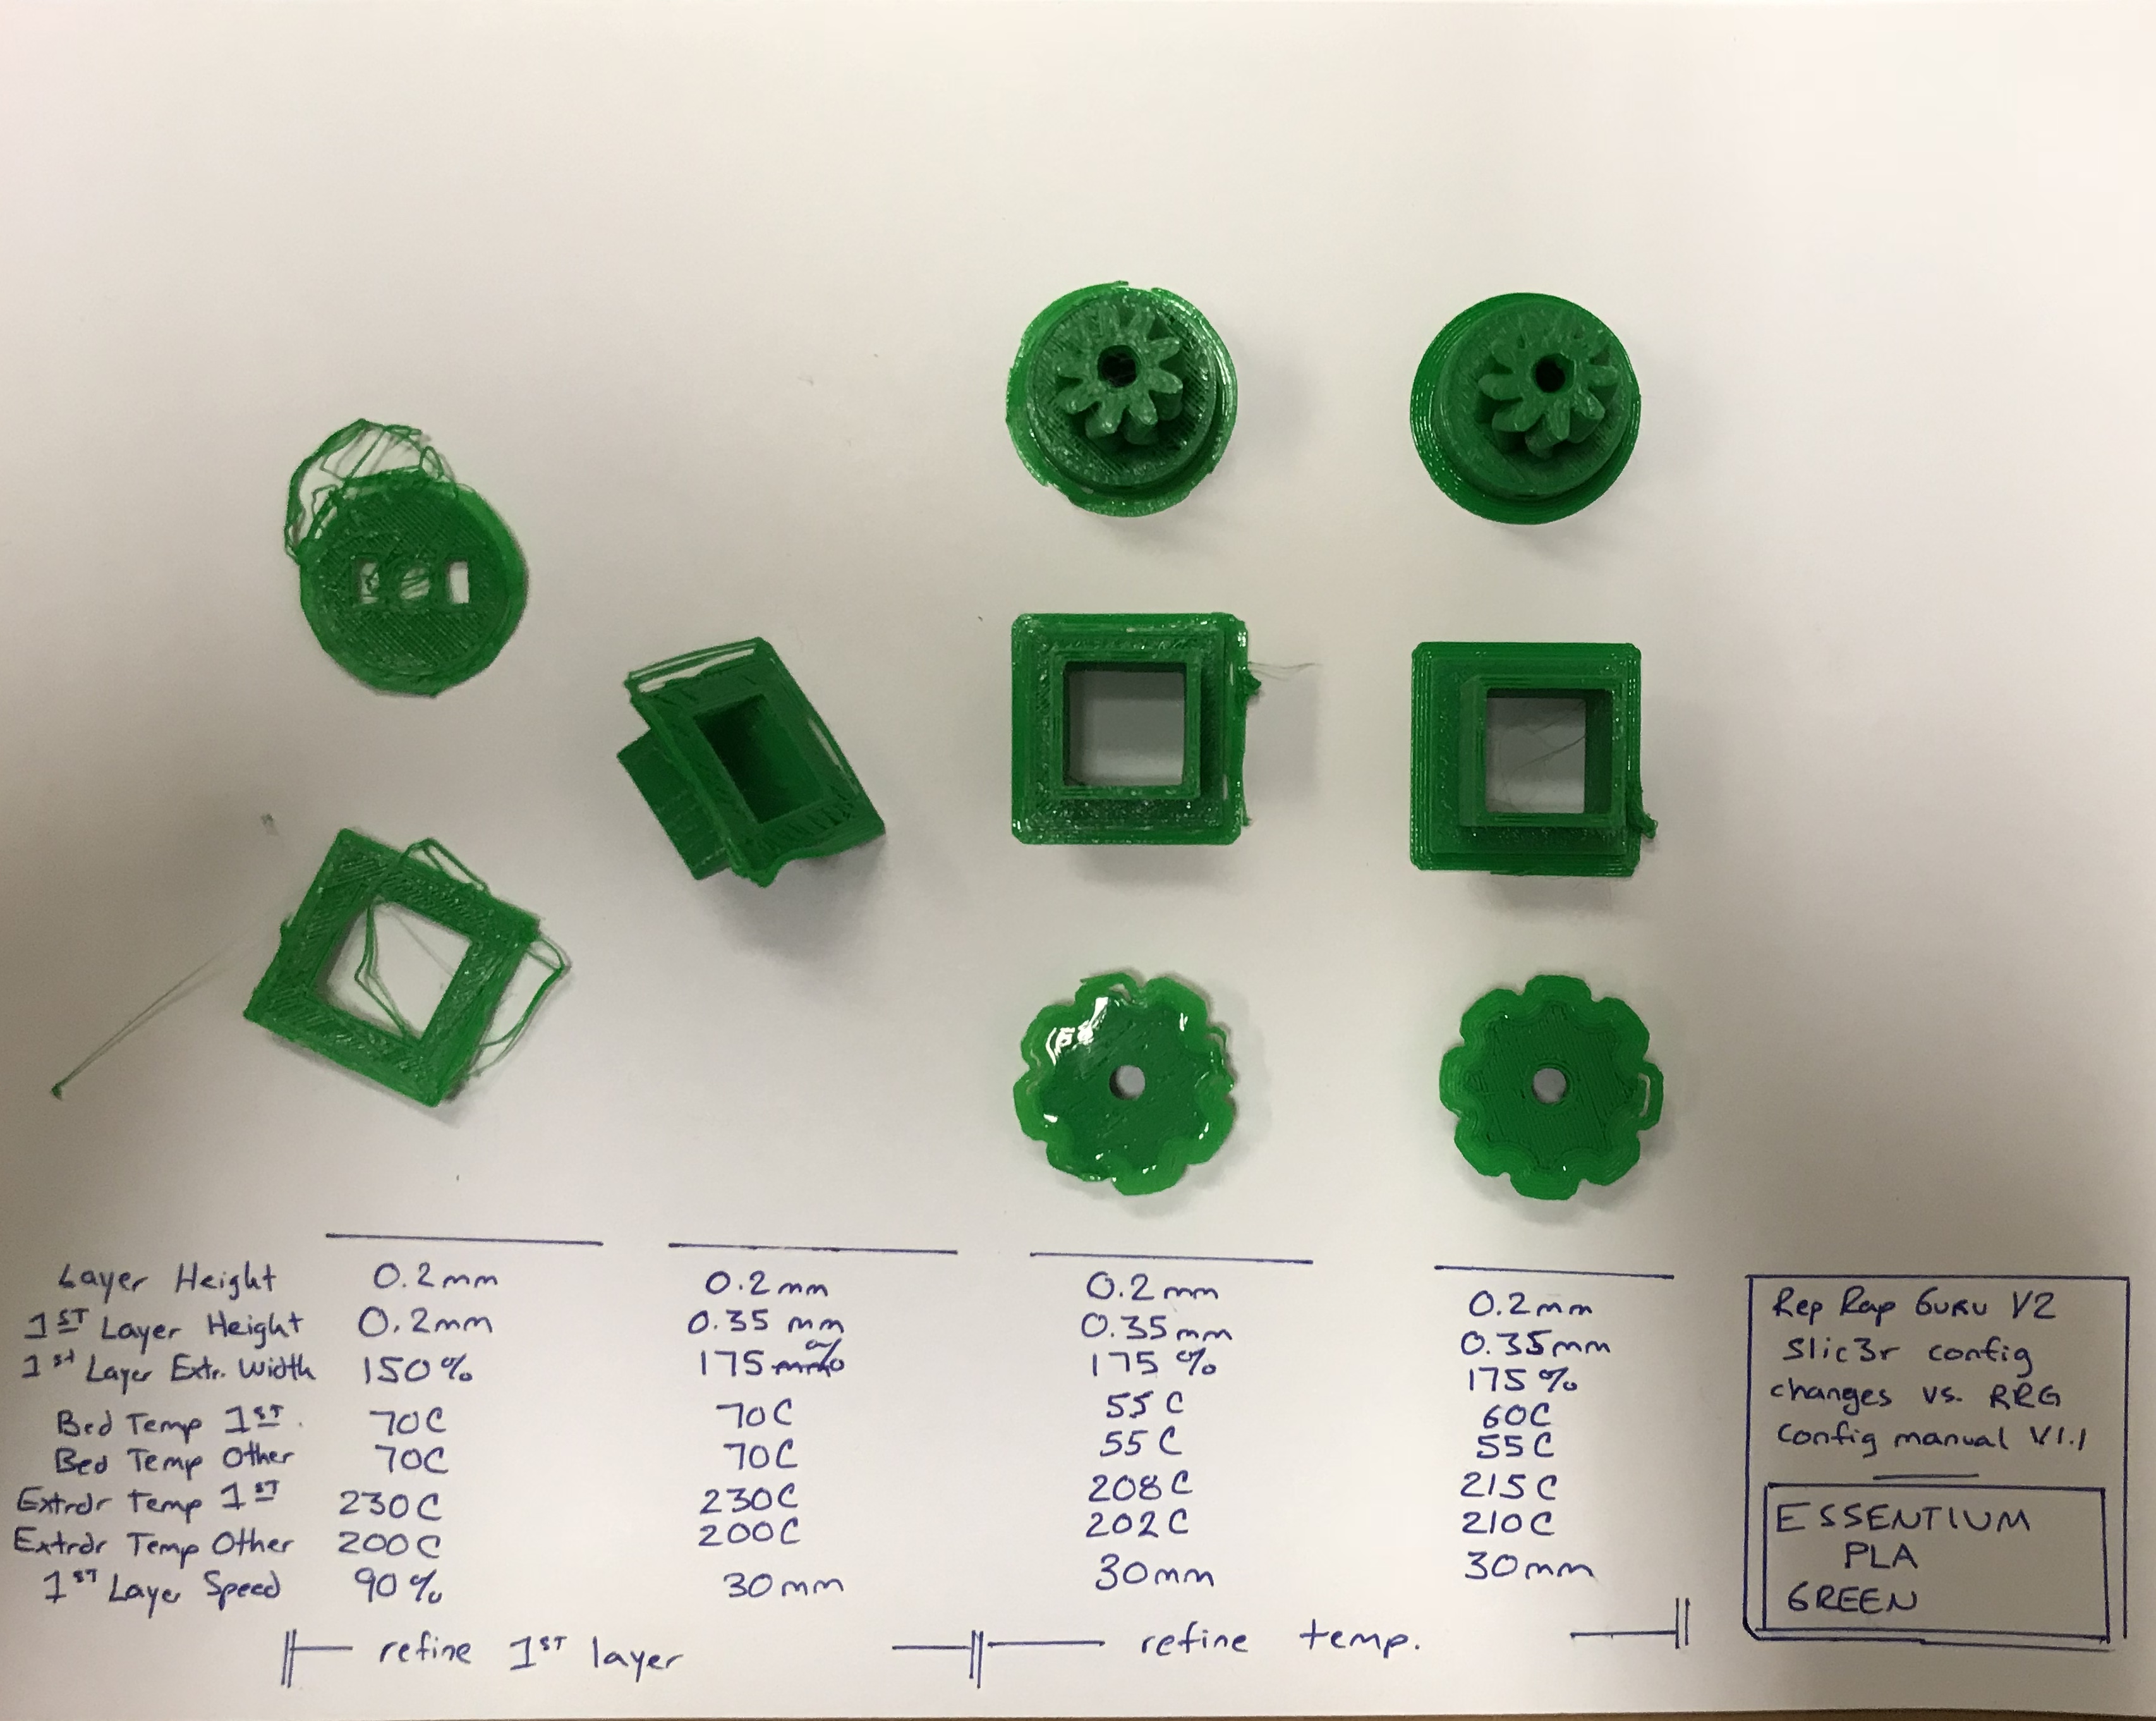 Layer Height 0.2mm 0.2mm 0.2mm 0.2mm
1ST Layer Height 0.2mm 0.35 mm 0.35mm 0.35mm
1st Layer Extr. Width 150% 175 % 175 % 175%
Bed Temp 1ST. 70C 70C 55 C 60C
Bed Temp Other 70C 70C 55 C 55C
Extrdr Temp 1ST 230C 230C 208C 215C
Extrdr Temp Other 200C 200C 202C 210C
1ST Layer Speed 90% 30mm 30mm 30mm
refine 1ST layer refine temp.
Rep Rap Guru V2
Slic3r config
changes vs. RRG
config manual V1.1
ESSENTIUM
PLA
GREEN